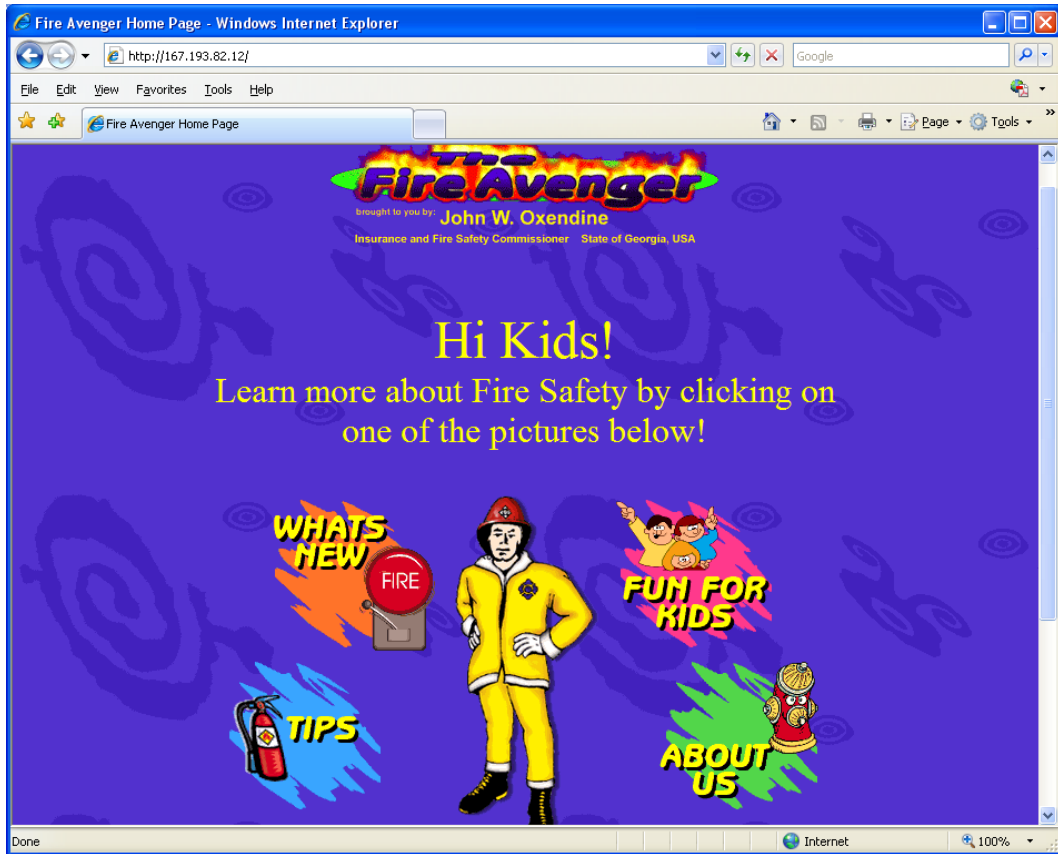 Fire Avenger Home Page - Windows Internet Explorer
http://167.193.82.12/
Google
File Edit View Favorites Tools Help
Fire Avenger Home Page
Page Tools »
The
Fire Avenger
brought to you by: John W. Oxendine
Insurance and Fire Safety Commissioner State of Georgia, USA
Hi Kids!
Learn more about Fire Safety by clicking on
one of the pictures below!
WHATS
NEW
FIRE
FUN FOR
KIDS
TIPS
ABOUT
US
Done
Internet
100%